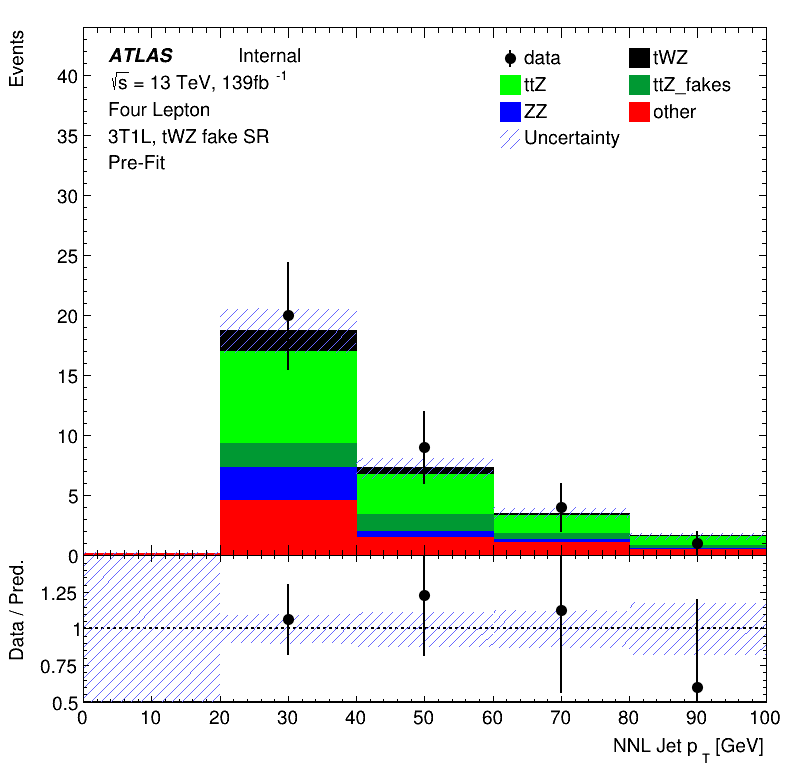 Events
40
35
30
25
20
15
10
5
0
ATLAS Internal
√s = 13 TeV, 139fb -1
Four Lepton
3T1L, tWZ fake SR
Pre-Fit
data tWZ
ttZ ttZ_fakes
ZZ other
Uncertainty
Data / Pred.
1.25
1
0.75
0.5
0 10 20 30 40 50 60 70 80 90 100
NNL Jet p T [GeV]